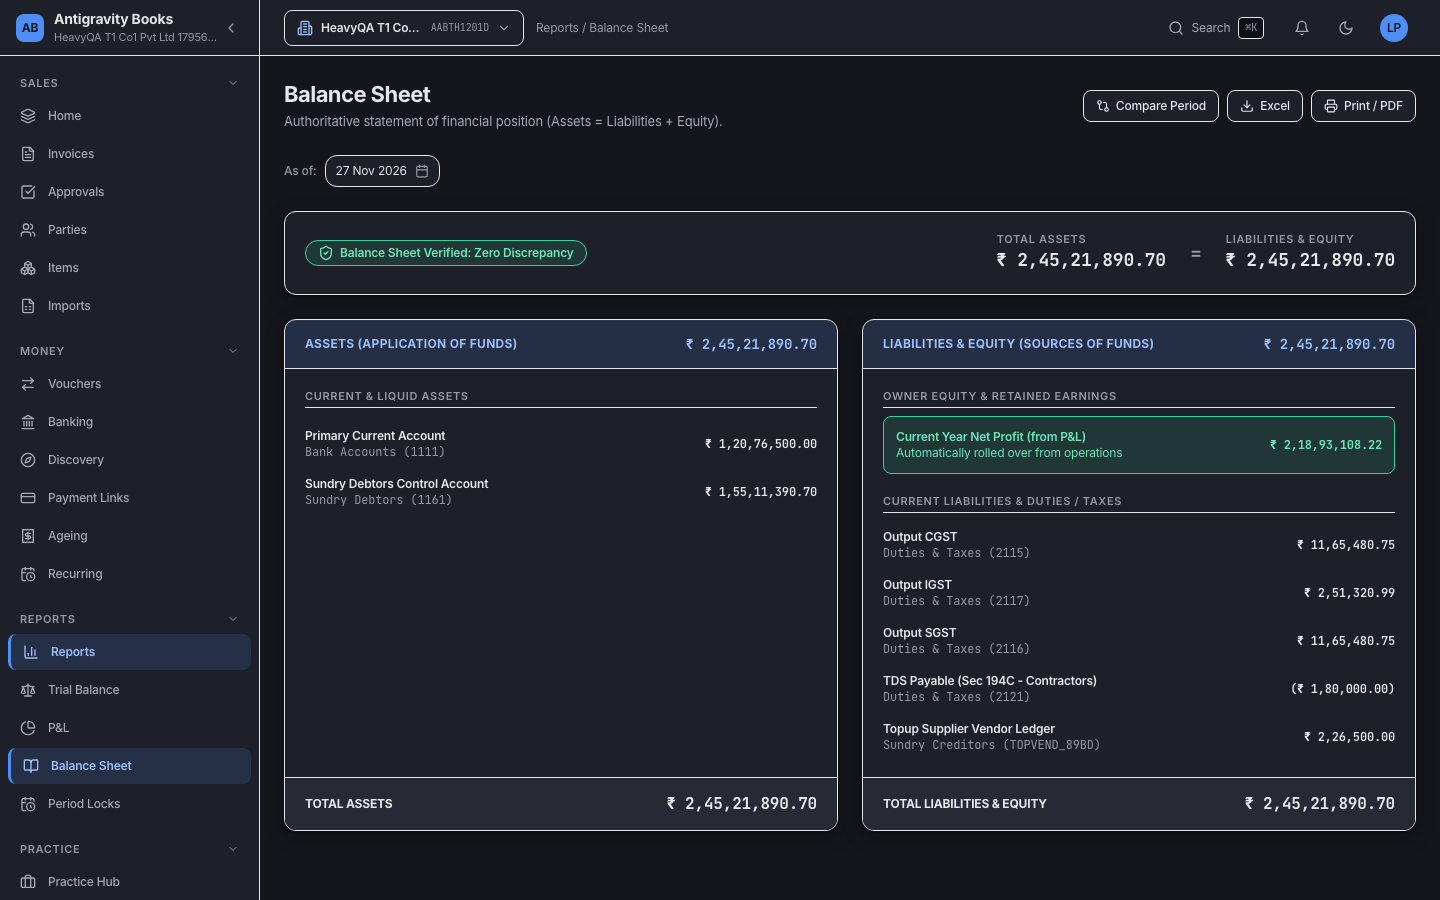 AB
Antigravity Books
HeavyQA T1 Co1 Pvt Ltd 17956...
SALES
Home
Invoices
Approvals
Parties
Items
Imports
MONEY
Vouchers
Banking
Discovery
Payment Links
Ageing
Recurring
REPORTS
Reports
Trial Balance
P&L
Balance Sheet
Period Locks
PRACTICE
Practice Hub
HeavyQA T1 Co... AABTH1201D
Reports / Balance Sheet
Search ⌘K
LP
Balance Sheet
Authoritative statement of financial position (Assets = Liabilities + Equity).
Compare Period
Excel
Print / PDF
As of: 27 Nov 2026
Balance Sheet Verified: Zero Discrepancy
TOTAL ASSETS
₹ 2,45,21,890.70
=
LIABILITIES & EQUITY
₹ 2,45,21,890.70
ASSETS (APPLICATION OF FUNDS) ₹ 2,45,21,890.70
CURRENT & LIQUID ASSETS
Primary Current Account
Bank Accounts (1111)
₹ 1,20,76,500.00
Sundry Debtors Control Account
Sundry Debtors (1161)
₹ 1,55,11,390.70
TOTAL ASSETS ₹ 2,45,21,890.70
LIABILITIES & EQUITY (SOURCES OF FUNDS) ₹ 2,45,21,890.70
OWNER EQUITY & RETAINED EARNINGS
Current Year Net Profit (from P&L)
Automatically rolled over from operations
₹ 2,18,93,108.22
CURRENT LIABILITIES & DUTIES / TAXES
Output CGST
Duties & Taxes (2115)
₹ 11,65,480.75
Output IGST
Duties & Taxes (2117)
₹ 2,51,320.99
Output SGST
Duties & Taxes (2116)
₹ 11,65,480.75
TDS Payable (Sec 194C - Contractors)
Duties & Taxes (2121)
(₹ 1,80,000.00)
Topup Supplier Vendor Ledger
Sundry Creditors (TOPVEND_89BD)
₹ 2,26,500.00
TOTAL LIABILITIES & EQUITY ₹ 2,45,21,890.70